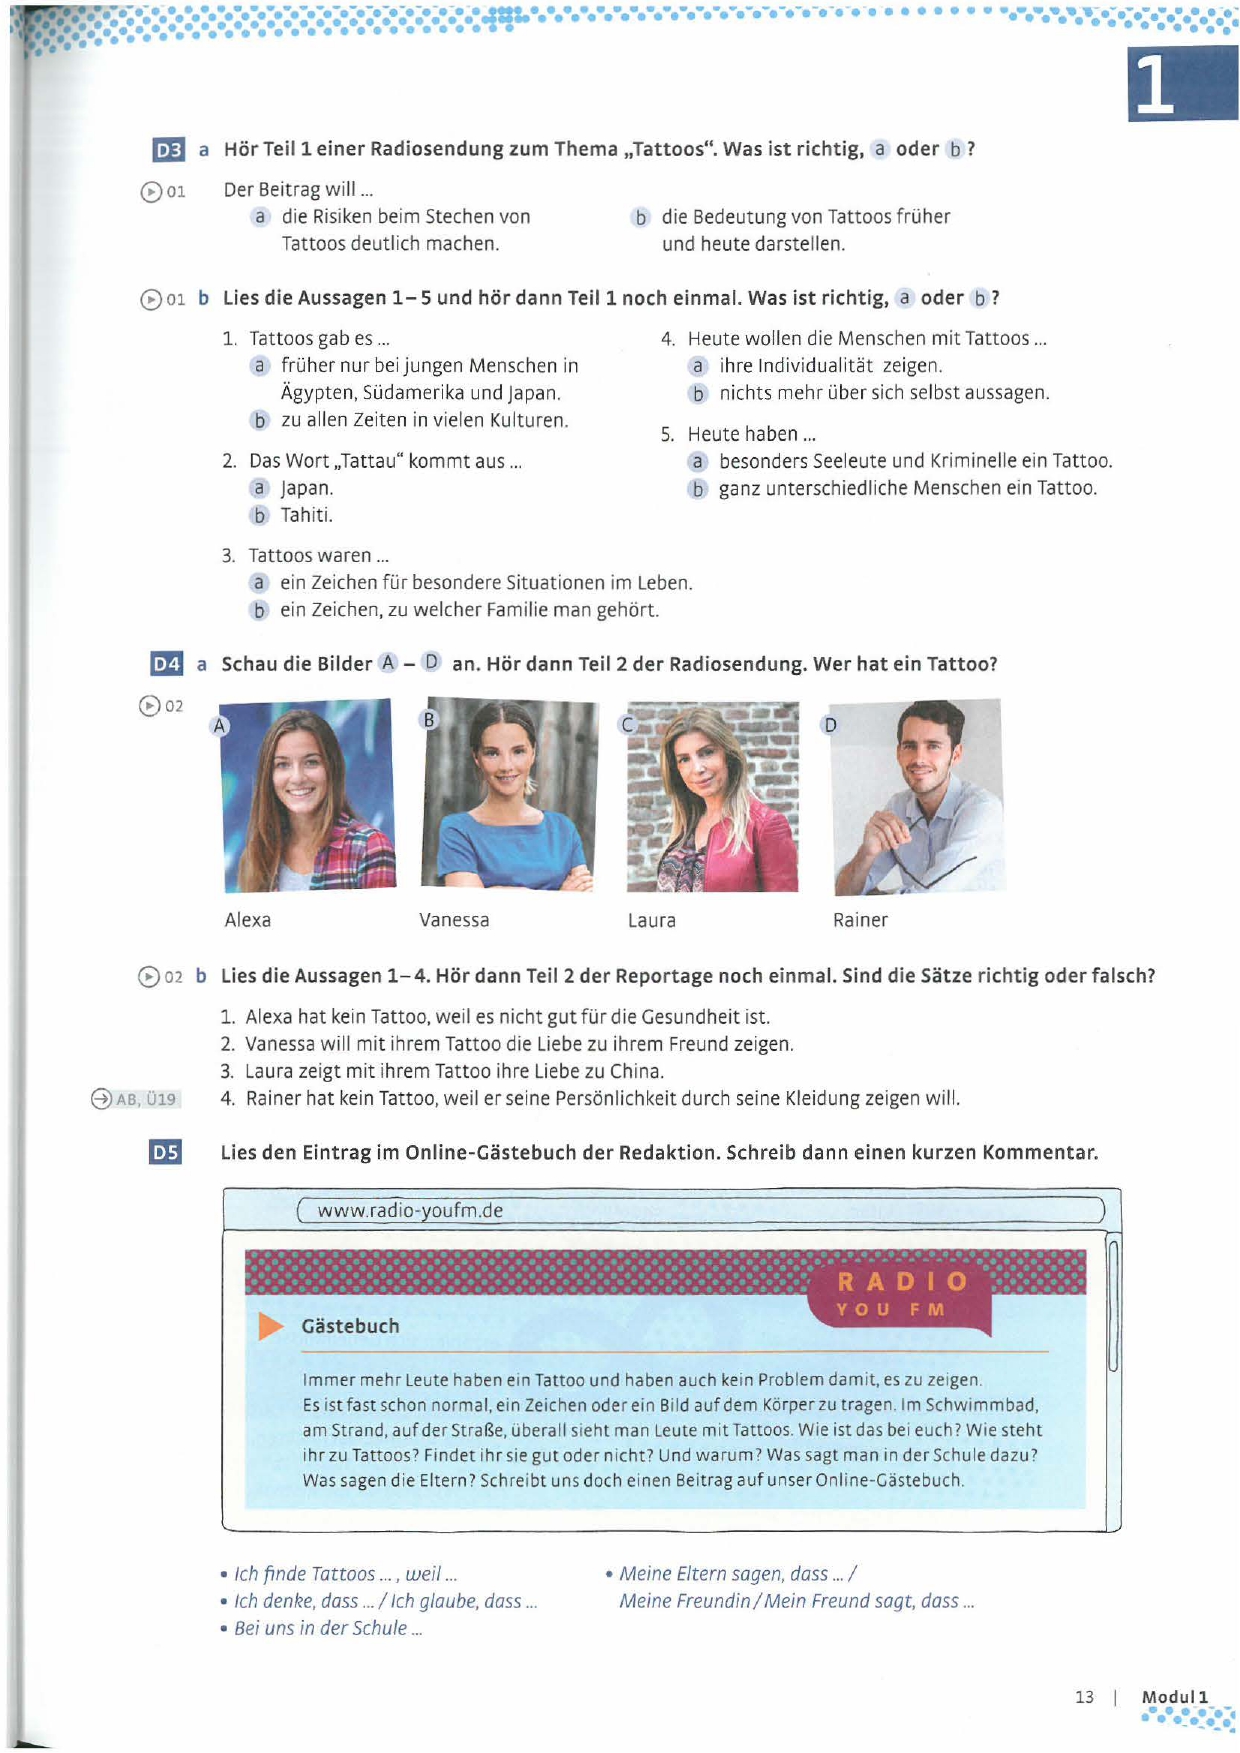 1
D3 a Hör Teil 1 einer Radiosendung zum Thema „Tattoos“. Was ist richtig, a oder b?
01 Der Beitrag will ...
a die Risiken beim Stechen von
Tattoos deutlich machen.
b die Bedeutung von Tattoos früher
und heute darstellen.
01 b Lies die Aussagen 1–5 und hör dann Teil 1 noch einmal. Was ist richtig, a oder b?
1. Tattoos gab es ...
a früher nur bei jungen Menschen in
Ägypten, Südamerika und Japan.
b zu allen Zeiten in vielen Kulturen.
2. Das Wort „Tattau“ kommt aus ...
a Japan.
b Tahiti.
3. Tattoos waren ...
a ein Zeichen für besondere Situationen im Leben.
b ein Zeichen, zu welcher Familie man gehört.
4. Heute wollen die Menschen mit Tattoos ...
a ihre Individualität zeigen.
b nichts mehr über sich selbst aussagen.
5. Heute haben ...
a besonders Seeleute und Kriminelle ein Tattoo.
b ganz unterschiedliche Menschen ein Tattoo.
D4 a Schau die Bilder A – D an. Hör dann Teil 2 der Radiosendung. Wer hat ein Tattoo?
02
A B C D
Alexa Vanessa Laura Rainer
02 b Lies die Aussagen 1–4. Hör dann Teil 2 der Reportage noch einmal. Sind die Sätze richtig oder falsch?
1. Alexa hat kein Tattoo, weil es nicht gut für die Gesundheit ist.
2. Vanessa will mit ihrem Tattoo die Liebe zu ihrem Freund zeigen.
3. Laura zeigt mit ihrem Tattoo ihre Liebe zu China.
AB, Ü19 4. Rainer hat kein Tattoo, weil er seine Persönlichkeit durch seine Kleidung zeigen will.
D5 Lies den Eintrag im Online-Gästebuch der Redaktion. Schreib dann einen kurzen Kommentar.
www.radio-youfm.de
RADIO
YOU FM
Gästebuch
Immer mehr Leute haben ein Tattoo und haben auch kein Problem damit, es zu zeigen.
Es ist fast schon normal, ein Zeichen oder ein Bild auf dem Körper zu tragen. Im Schwimmbad,
am Strand, auf der Straße, überall sieht man Leute mit Tattoos. Wie ist das bei euch? Wie steht
ihr zu Tattoos? Findet ihr sie gut oder nicht? Und warum? Was sagt man in der Schule dazu?
Was sagen die Eltern? Schreibt uns doch einen Beitrag auf unser Online-Gästebuch.
• Ich finde Tattoos ... , weil ...
• Ich denke, dass ... / Ich glaube, dass ...
• Bei uns in der Schule ...
• Meine Eltern sagen, dass ... /
Meine Freundin / Mein Freund sagt, dass ...
13 | Modul 1